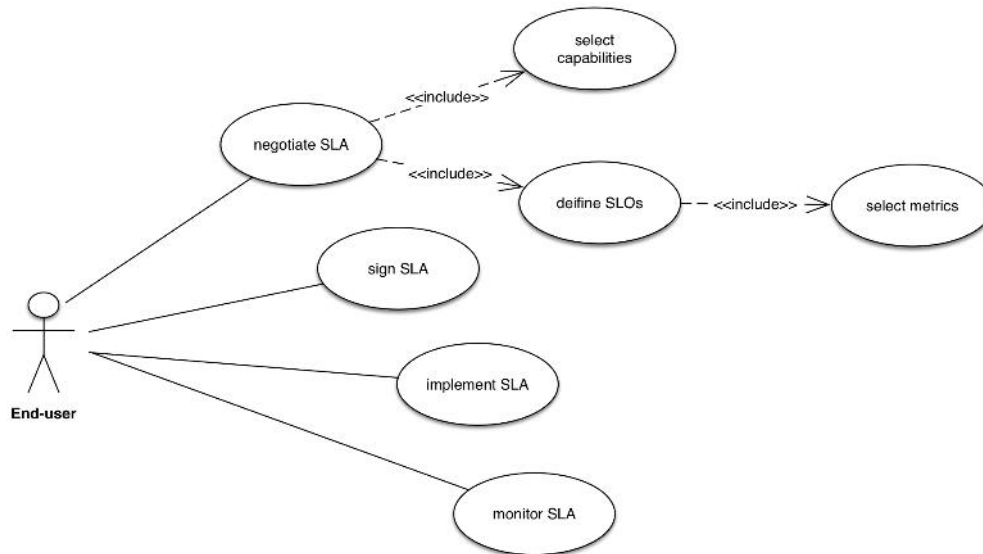 select
capabilities
<<include>>
negotiate SLA
<<include>>
deifine SLOs
<<include>>
select metrics
sign SLA
implement SLA
End-user
monitor SLA